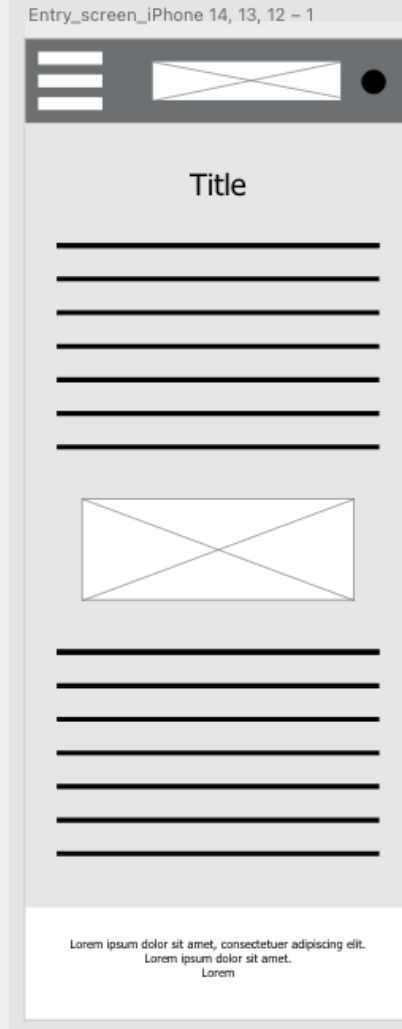 Entry_screen_iPhone 14, 13, 12 – 1
Title
Lorem ipsum dolor sit amet, consectetuer adipiscing elit.
Lorem ipsum dolor sit amet.
Lorem